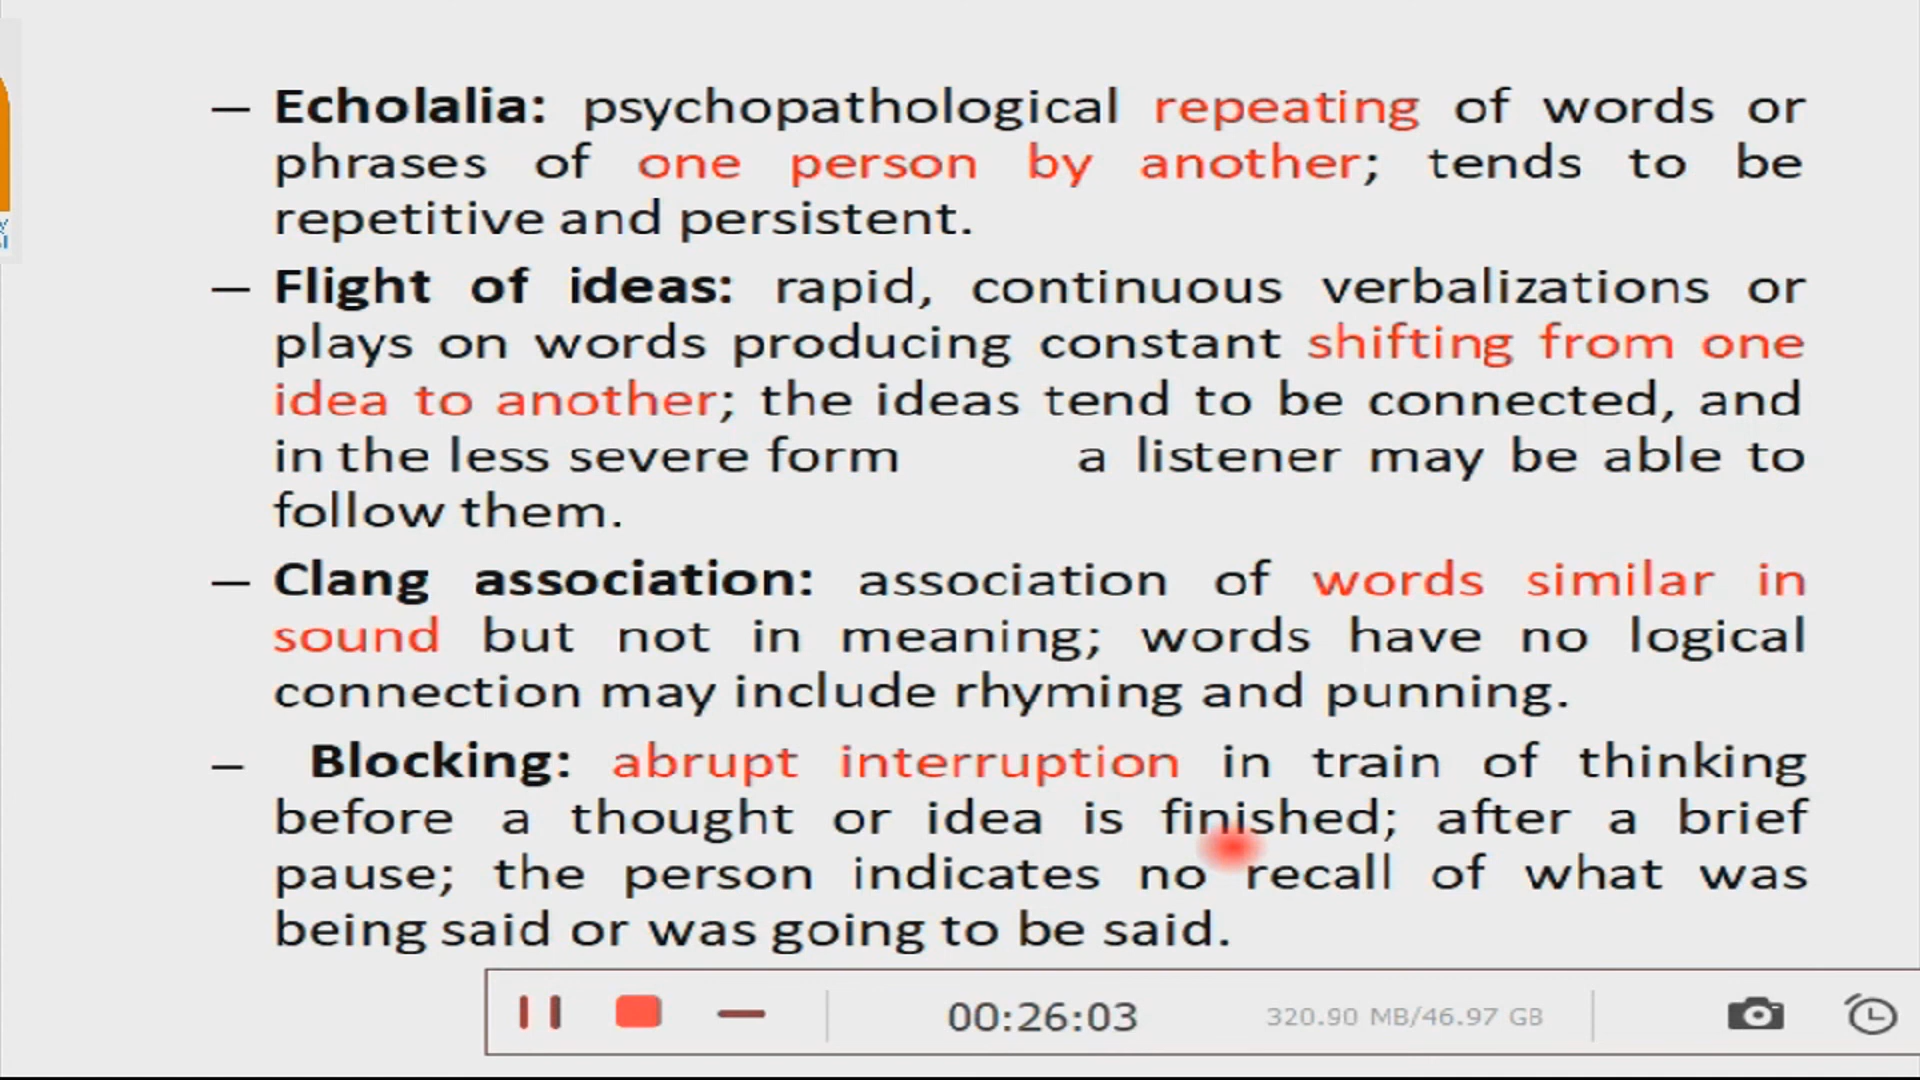 – Echolalia: psychopathological repeating of words or
phrases of one person by another; tends to be
repetitive and persistent.
– Flight of ideas: rapid, continuous verbalizations or
plays on words producing constant shifting from one
idea to another; the ideas tend to be connected, and
in the less severe form a listener may be able to
follow them.
– Clang association: association of words similar in
sound but not in meaning; words have no logical
connection may include rhyming and punning.
– Blocking: abrupt interruption in train of thinking
before a thought or idea is finished; after a brief
pause; the person indicates no recall of what was
being said or was going to be said.
00:26:03 320.90 MB/46.97 GB